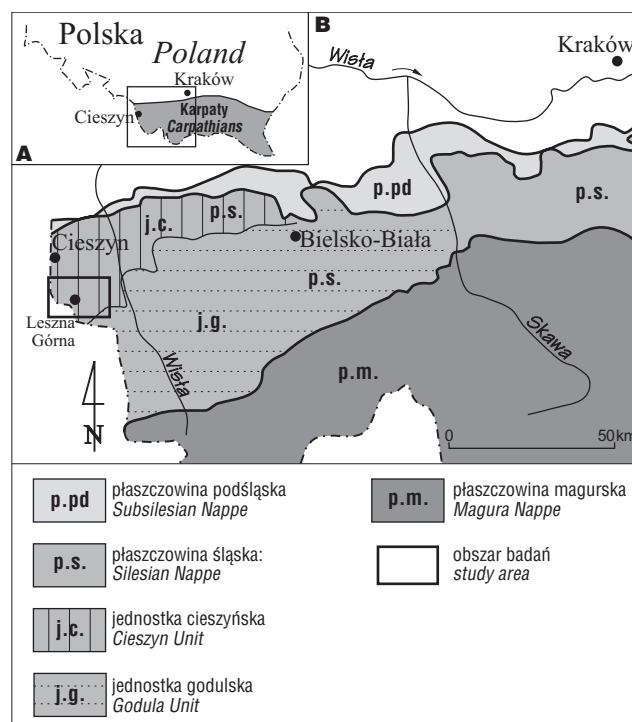 Polska
Poland
Kraków
Cieszyn
Karpaty
Carpathians
A
B
Wisła
Kraków
p.pd
p.s.
j.c.
p.s.
Cieszyn
Bielsko-Biała
p.s.
Leszna
Górna
j.g.
Skawa
Wisła
p.m.
N
0
50 km
p.pd
płaszczowina podśląska
Subsilesian Nappe
p.m.
płaszczowina magurska
Magura Nappe
p.s.
płaszczowina śląska:
Silesian Nappe
obszar badań
study area
j.c.
jednostka cieszyńska
Cieszyn Unit
j.g.
jednostka godulska
Godula Unit